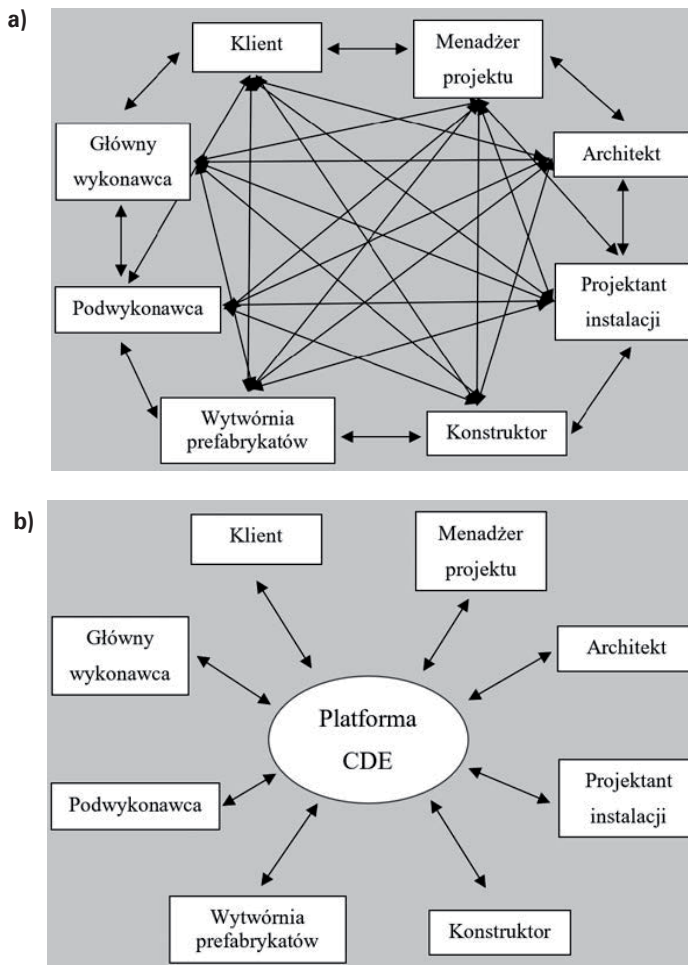 a)
Klient
Menadżer
projektu
Główny
wykonawca
Architekt
Podwykonawca
Projektant
instalacji
Wytwórnia
prefabrykatów
Konstruktor
b)
Klient
Menadżer
projektu
Główny
wykonawca
Architekt
Platforma
CDE
Podwykonawca
Projektant
instalacji
Wytwórnia
prefabrykatów
Konstruktor